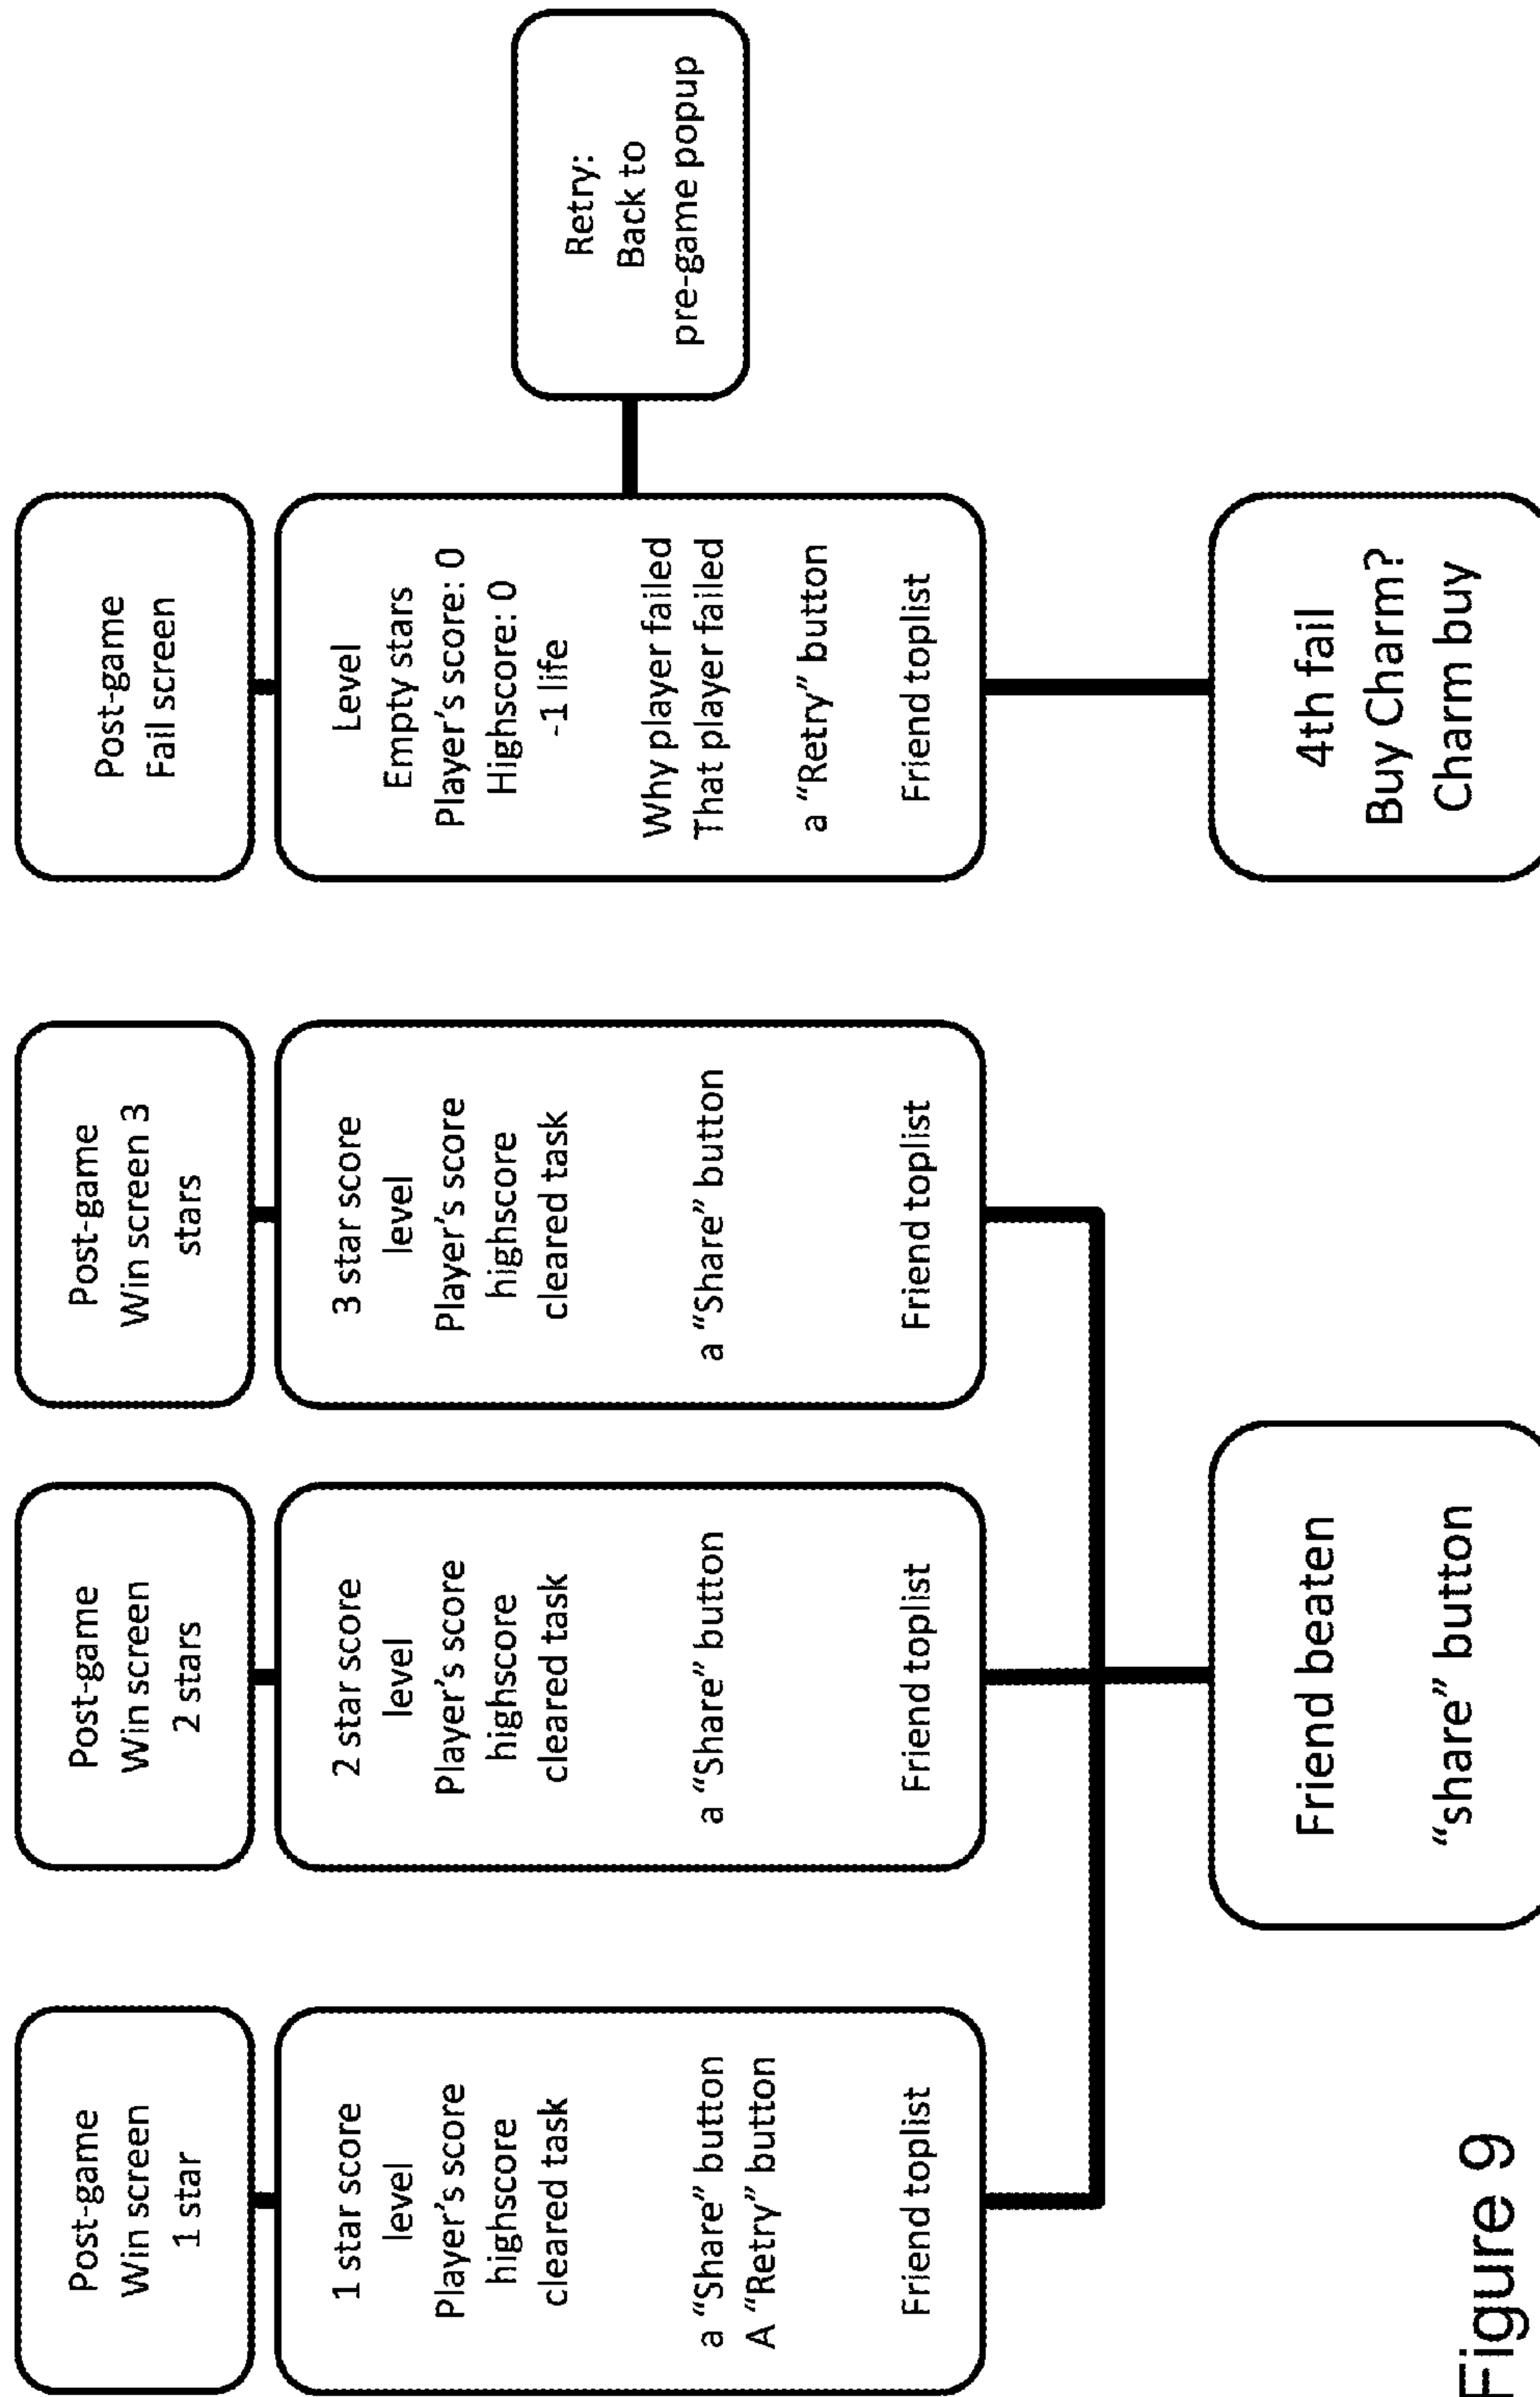 Post-game
Win screen
1 star
1 star score
level
Player's score
highscore
cleared task
a “Share” button
A “Retry” button
Friend toplist
Post-game
Win screen
2 stars
2 star score
level
Player's score
highscore
cleared task
a “Share” button
Friend toplist
Post-game
Win screen 3
stars
3 star score
level
Player's score
highscore
cleared task
a “Share” button
Friend toplist
Friend beaten
“share” button
Post-game
Fail screen
Level
Empty stars
Player's score: 0
Highscore: 0
-1 life
Why player failed
That player failed
a “Retry” button
Friend toplist
Retry:
Back to
pre-game popup
4th fail
Buy Charm?
Charm buy
Figure 9